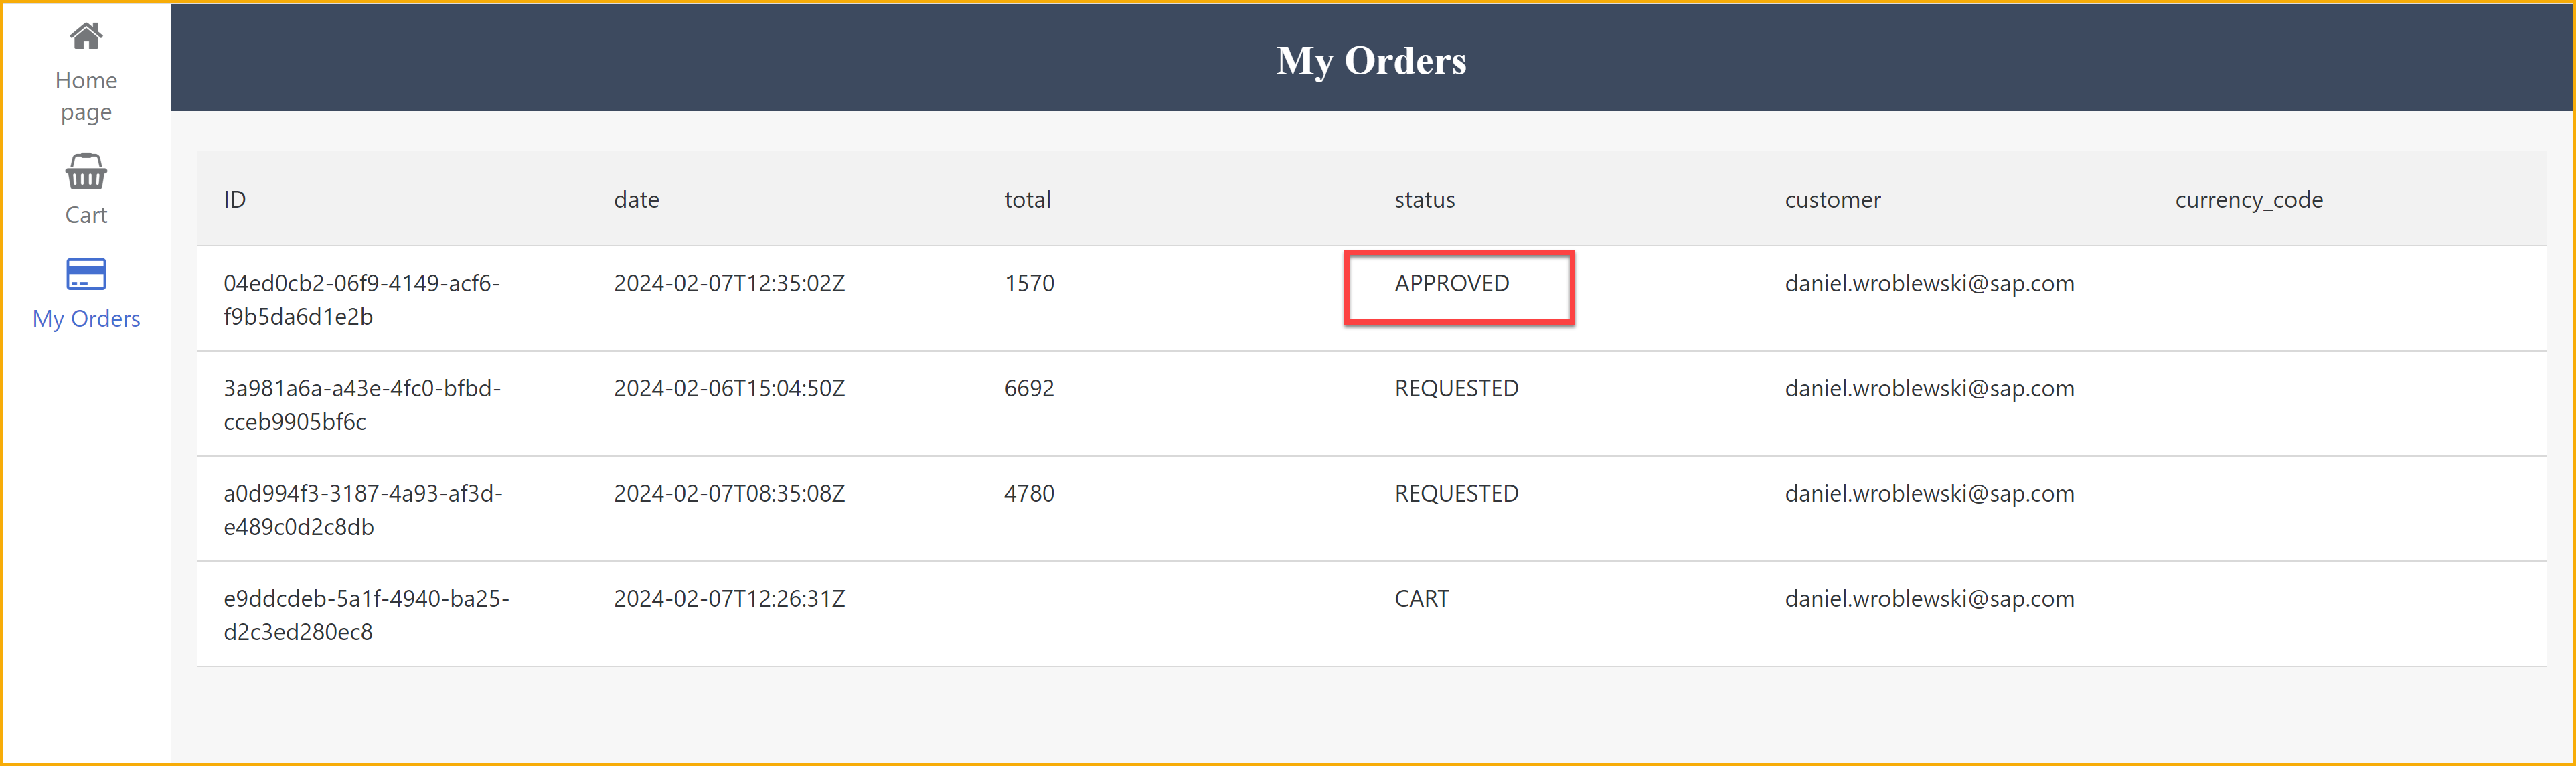 Home
page
Cart
My Orders
My Orders
ID date total status customer currency_code
04ed0cb2-06f9-4149-acf6- 2024-02-07T12:35:02Z 1570 APPROVED daniel.wroblewski@sap.com
f9b5da6d1e2b
3a981a6a-a43e-4fc0-bfbd- 2024-02-06T15:04:50Z 6692 REQUESTED daniel.wroblewski@sap.com
cceb9905bf6c
a0d994f3-3187-4a93-af3d- 2024-02-07T08:35:08Z 4780 REQUESTED daniel.wroblewski@sap.com
e489c0d2c8db
e9ddcdeb-5a1f-4940-ba25- 2024-02-07T12:26:31Z CART daniel.wroblewski@sap.com
d2c3ed280ec8